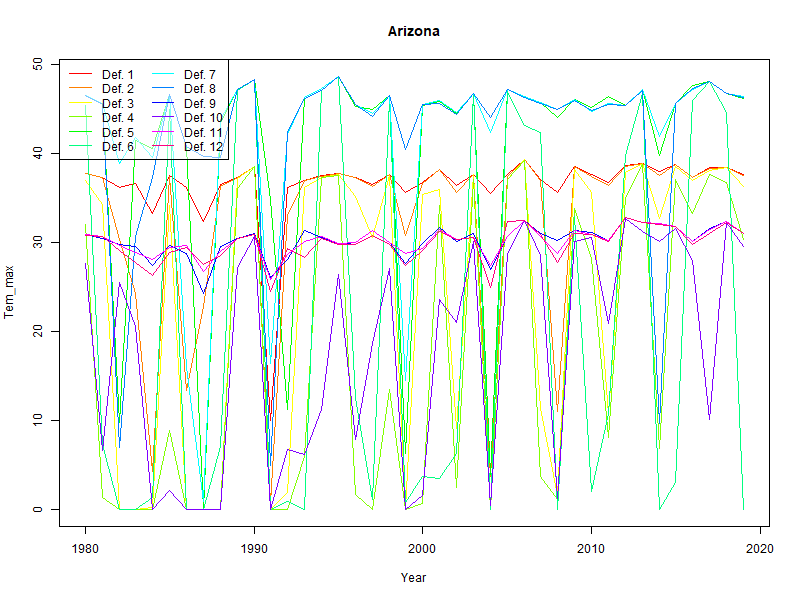 Arizona
Def. 1 Def. 7
Def. 2 Def. 8
Def. 3 Def. 9
Def. 4 Def. 10
Def. 5 Def. 11
Def. 6 Def. 12
Tem_max
50
40
30
20
10
0
1980 1990 2000 2010 2020
Year